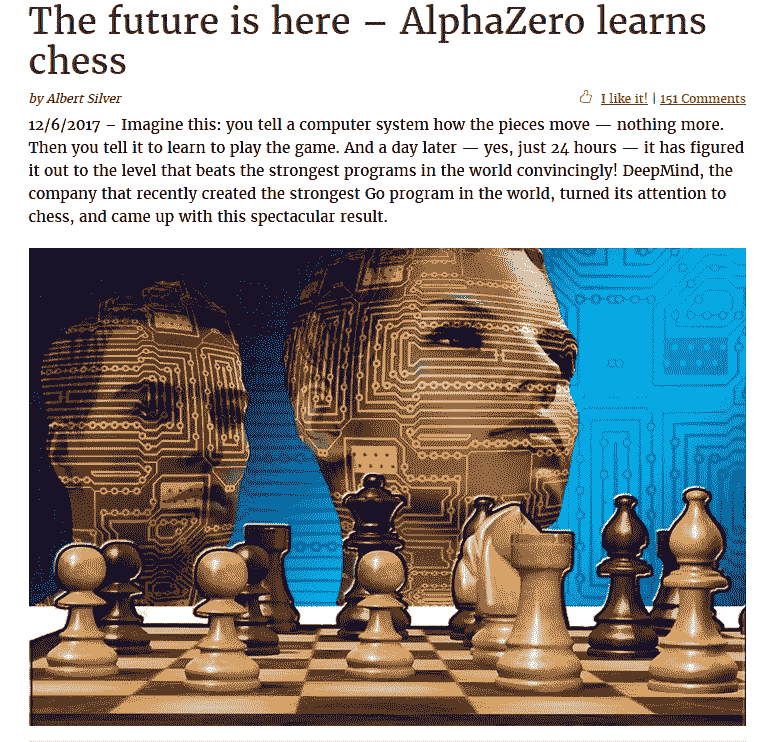 The future is here – AlphaZero learns
chess
by Albert Silver
I like it! | 151 Comments
12/6/2017 – Imagine this: you tell a computer system how the pieces move — nothing more.
Then you tell it to learn to play the game. And a day later — yes, just 24 hours — it has figured
it out to the level that beats the strongest programs in the world convincingly! DeepMind, the
company that recently created the strongest Go program in the world, turned its attention to
chess, and came up with this spectacular result.